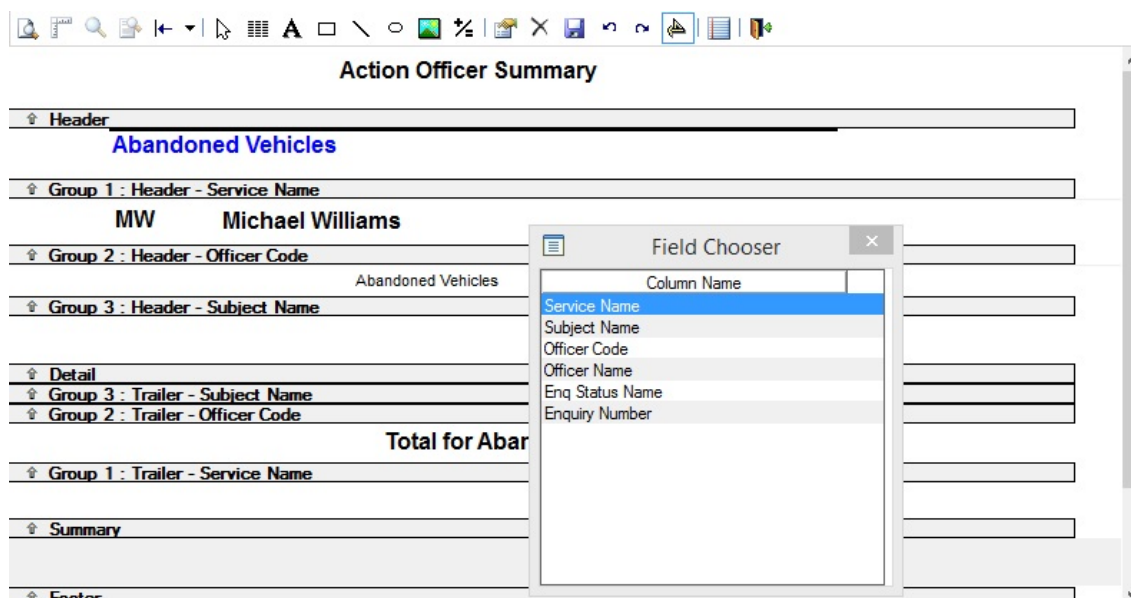 Action Officer Summary
Header
Abandoned Vehicles
Group 1 : Header - Service Name
MW Michael Williams
Group 2 : Header - Officer Code
Abandoned Vehicles
Group 3 : Header - Subject Name
Detail
Group 3 : Trailer - Subject Name
Group 2 : Trailer - Officer Code
Total for Abar
Group 1 : Trailer - Service Name
Summary
Footer
Field Chooser
Column Name
Service Name
Subject Name
Officer Code
Officer Name
Enq Status Name
Enquiry Number